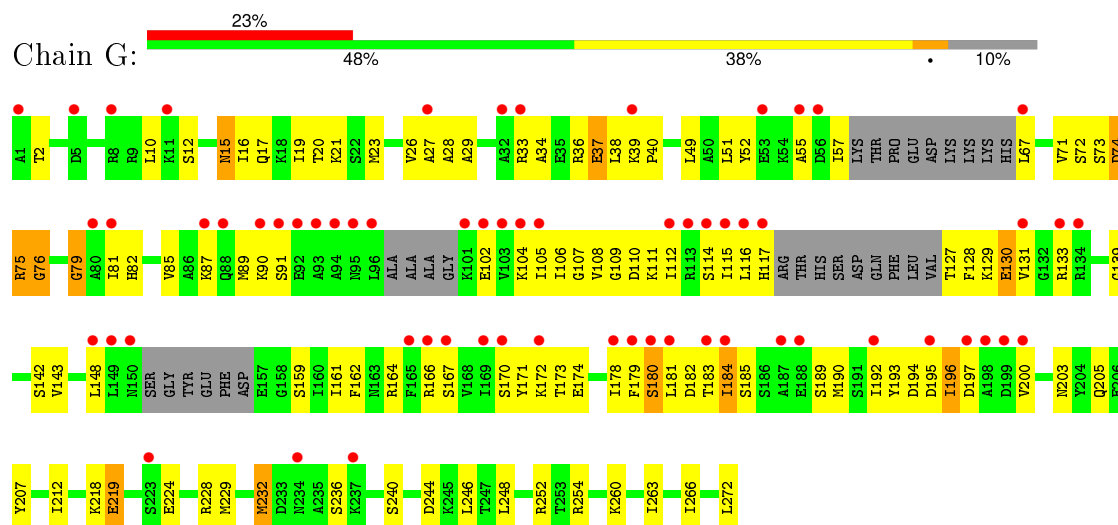 23%
Chain G:
48% 38% • 10%
A1 T2 D5 R8 R9 L10 K11 S12 N15 I16 Q17 K18 I19 T20 K21 S22 M23 V26 A27 A28 A29 A32 R33 A34 E35 R36 E37 L38 K39 P40 L49 A50 L51 Y52 E53 K54 A55 D56 I57 LYS THR PRO GLU ASP LYS LYS LYS HIS L67 V71 S72 S73
R75 G76 G79 A80 I81 H82 V85 A86 K87 Q88 M89 K90 S91 E92 A93 A94 N95 L96 ALA ALA ALA GLY K101 E102 V103 K104 I105 I106 G107 V108 G109 D110 K111 I112 R113 S114 I115 L116 H117 ARG THR HIS SER ASP GLN PHE LEU VAL T127 F128 K129 E130 V131 G132 R133 R134
S142 V143 L148 L149 N150 SER GLY TYR GLU PHE ASP E157 G158 S159 I160 I161 F162 N163 R164 F165 R166 S167 V168 I169 S170 Y171 K172 T173 E174 I178 F179 S180 L181 D182 T183 I184 S185 S186 A187 E188 S189 M190 S191 I192 Y193 D194 D195 I196 D197 A198 D199 V200 N203 Y204 Q205
Y207 I212 K218 E219 S223 E224 R228 M229 M232 D233 N234 A235 S236 K237 S240 D244 K245 L246 T247 L248 R252 T253 R254 K260 I263 I266 L272